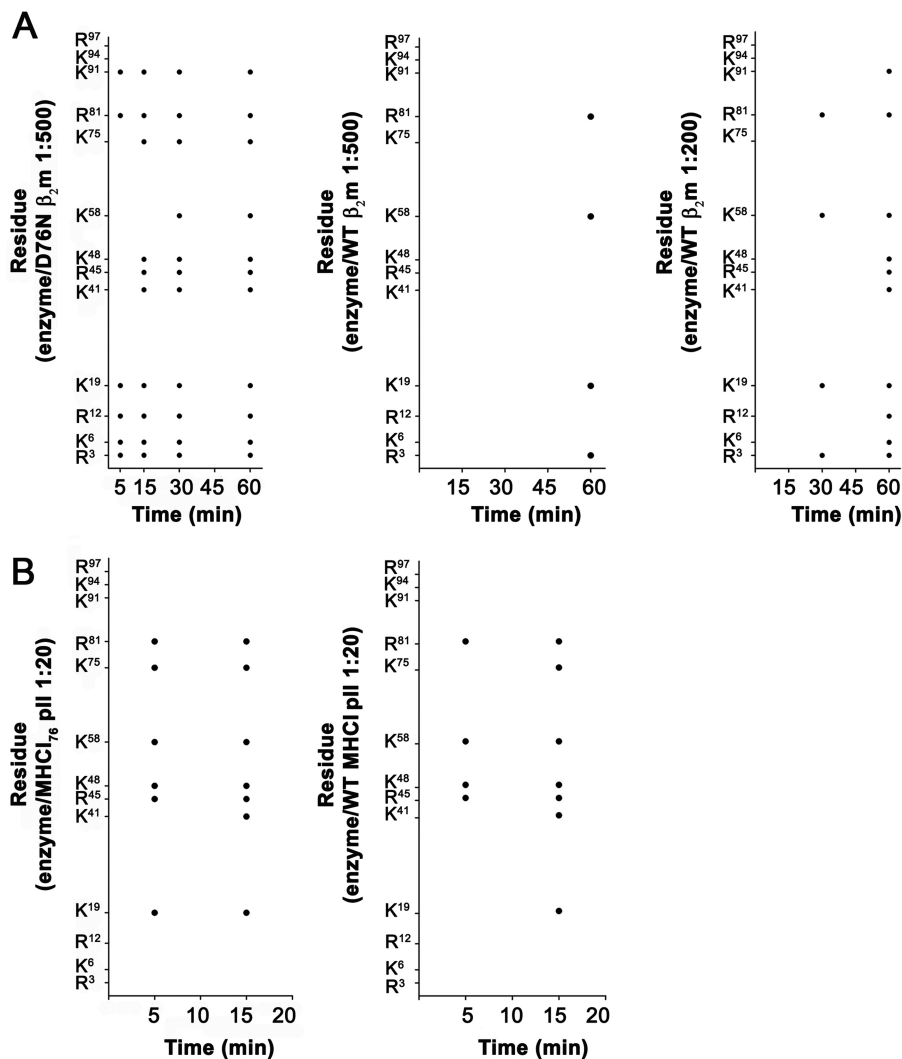 A
R⁹⁷
K⁹⁴
K⁹¹
R⁸¹
K⁷⁵
K⁵⁸
K⁴⁸
R⁴⁵
K⁴¹
K¹⁹
R¹²
K⁶
R³
Residue
(enzyme/D76N β₂m 1:500)
5 15 30 45 60
Time (min)
R⁹⁷
K⁹⁴
K⁹¹
R⁸¹
K⁷⁵
K⁵⁸
K⁴⁸
R⁴⁵
K⁴¹
K¹⁹
R¹²
K⁶
R³
Residue
(enzyme/WT β₂m 1:500)
15 30 45 60
Time (min)
R⁹⁷
K⁹⁴
K⁹¹
R⁸¹
K⁷⁵
K⁵⁸
K⁴⁸
R⁴⁵
K⁴¹
K¹⁹
R¹²
K⁶
R³
Residue
(enzyme/WT β₂m 1:200)
15 30 45 60
Time (min)
B
R⁹⁷
K⁹⁴
K⁹¹
R⁸¹
K⁷⁵
K⁵⁸
K⁴⁸
R⁴⁵
K⁴¹
K¹⁹
R¹²
K⁶
R³
Residue
(enzyme/MHCI₇₆ pII 1:20)
5 10 15 20
Time (min)
R⁹⁷
K⁹⁴
K⁹¹
R⁸¹
K⁷⁵
K⁵⁸
K⁴⁸
R⁴⁵
K⁴¹
K¹⁹
R¹²
K⁶
R³
Residue
(enzyme/WT MHCI pII 1:20)
5 10 15 20
Time (min)